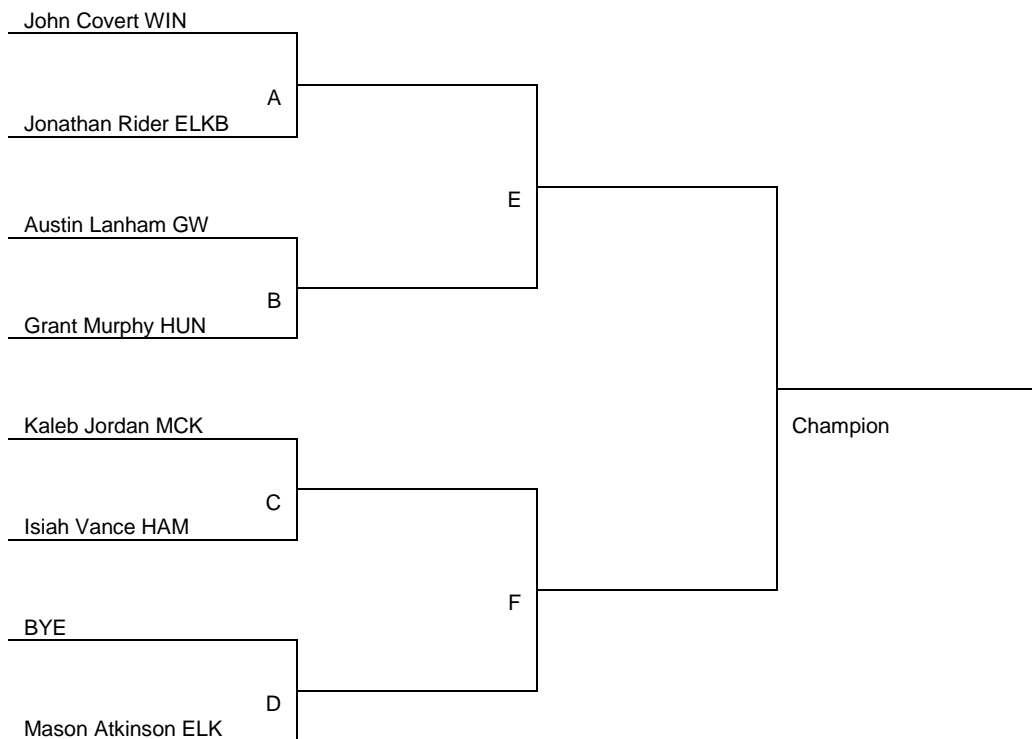 John Covert WIN
A
Jonathan Rider ELKB
E
Austin Lanham GW
B
Grant Murphy HUN
Kaleb Jordan MCK
Champion
C
Isiah Vance HAM
F
BYE
D
Mason Atkinson ELK